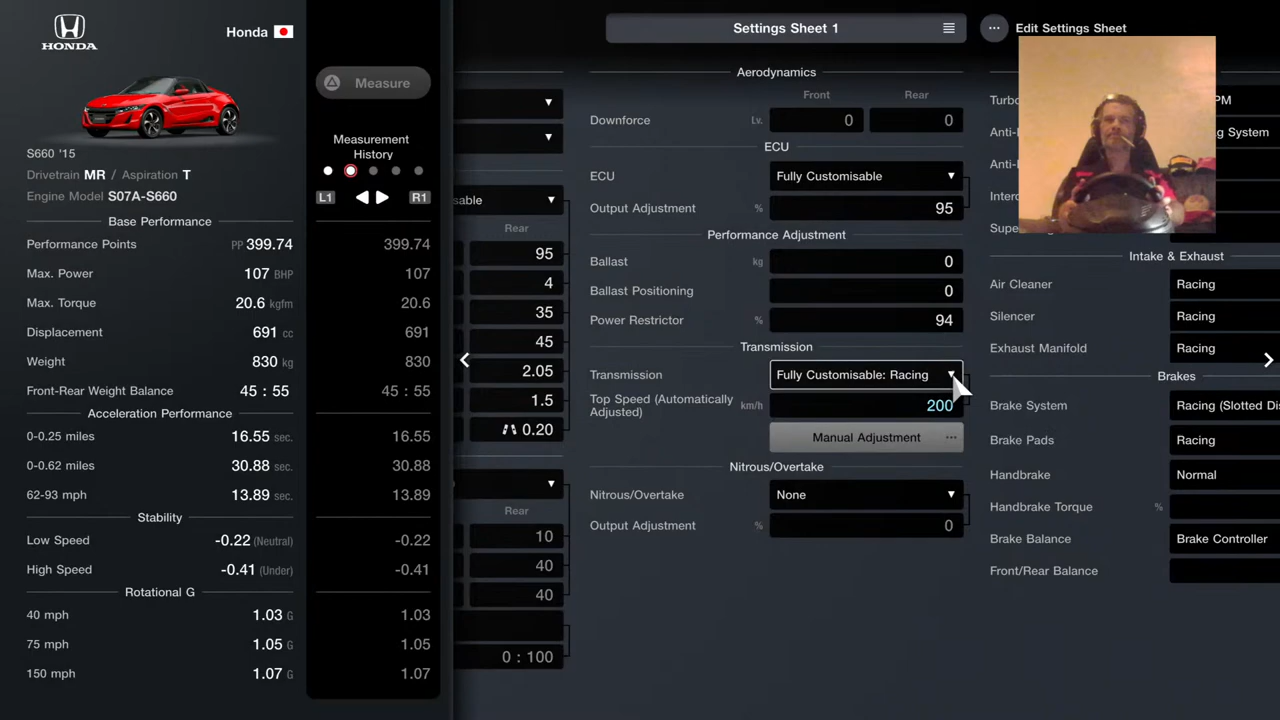 HONDA
Honda
S660 '15
Drivetrain MR / Aspiration T
Engine Model S07A-S660
Base Performance
Performance Points PP 399.74
Max. Power 107 BHP
Max. Torque 20.6 kgfm
Displacement 691 cc
Weight 830 kg
Front-Rear Weight Balance 45 : 55
Acceleration Performance
0-0.25 miles 16.55 sec.
0-0.62 miles 30.88 sec.
62-93 mph 13.89 sec.
Stability
Low Speed -0.22 (Neutral)
High Speed -0.41 (Under)
Rotational G
40 mph 1.03 G
75 mph 1.05 G
150 mph 1.07 G
Measure
Measurement
History
L1 R1
399.74
107
20.6
691
830
45 : 55
16.55
30.88
13.89
-0.22
-0.41
1.03
1.05
1.07
sable
Rear
95
4
35
45
2.05
1.5
0.20
Rear
10
40
40
0 : 100
Settings Sheet 1
Edit Settings Sheet
Aerodynamics
Front Rear
Downforce Lv. 0 0
ECU
ECU Fully Customisable
Output Adjustment % 95
Performance Adjustment
Ballast kg 0
Ballast Positioning 0
Power Restrictor % 94
Transmission
Transmission Fully Customisable: Racing
Top Speed (Automatically
Adjusted) km/h 200
Manual Adjustment
Nitrous/Overtake
Nitrous/Overtake None
Output Adjustment % 0
Turbo PM
Anti- g System
Anti-
Interc
Supe
Intake & Exhaust
Air Cleaner Racing
Silencer Racing
Exhaust Manifold Racing
Brakes
Brake System Racing (Slotted Di
Brake Pads Racing
Handbrake Normal
Handbrake Torque %
Brake Balance Brake Controller
Front/Rear Balance